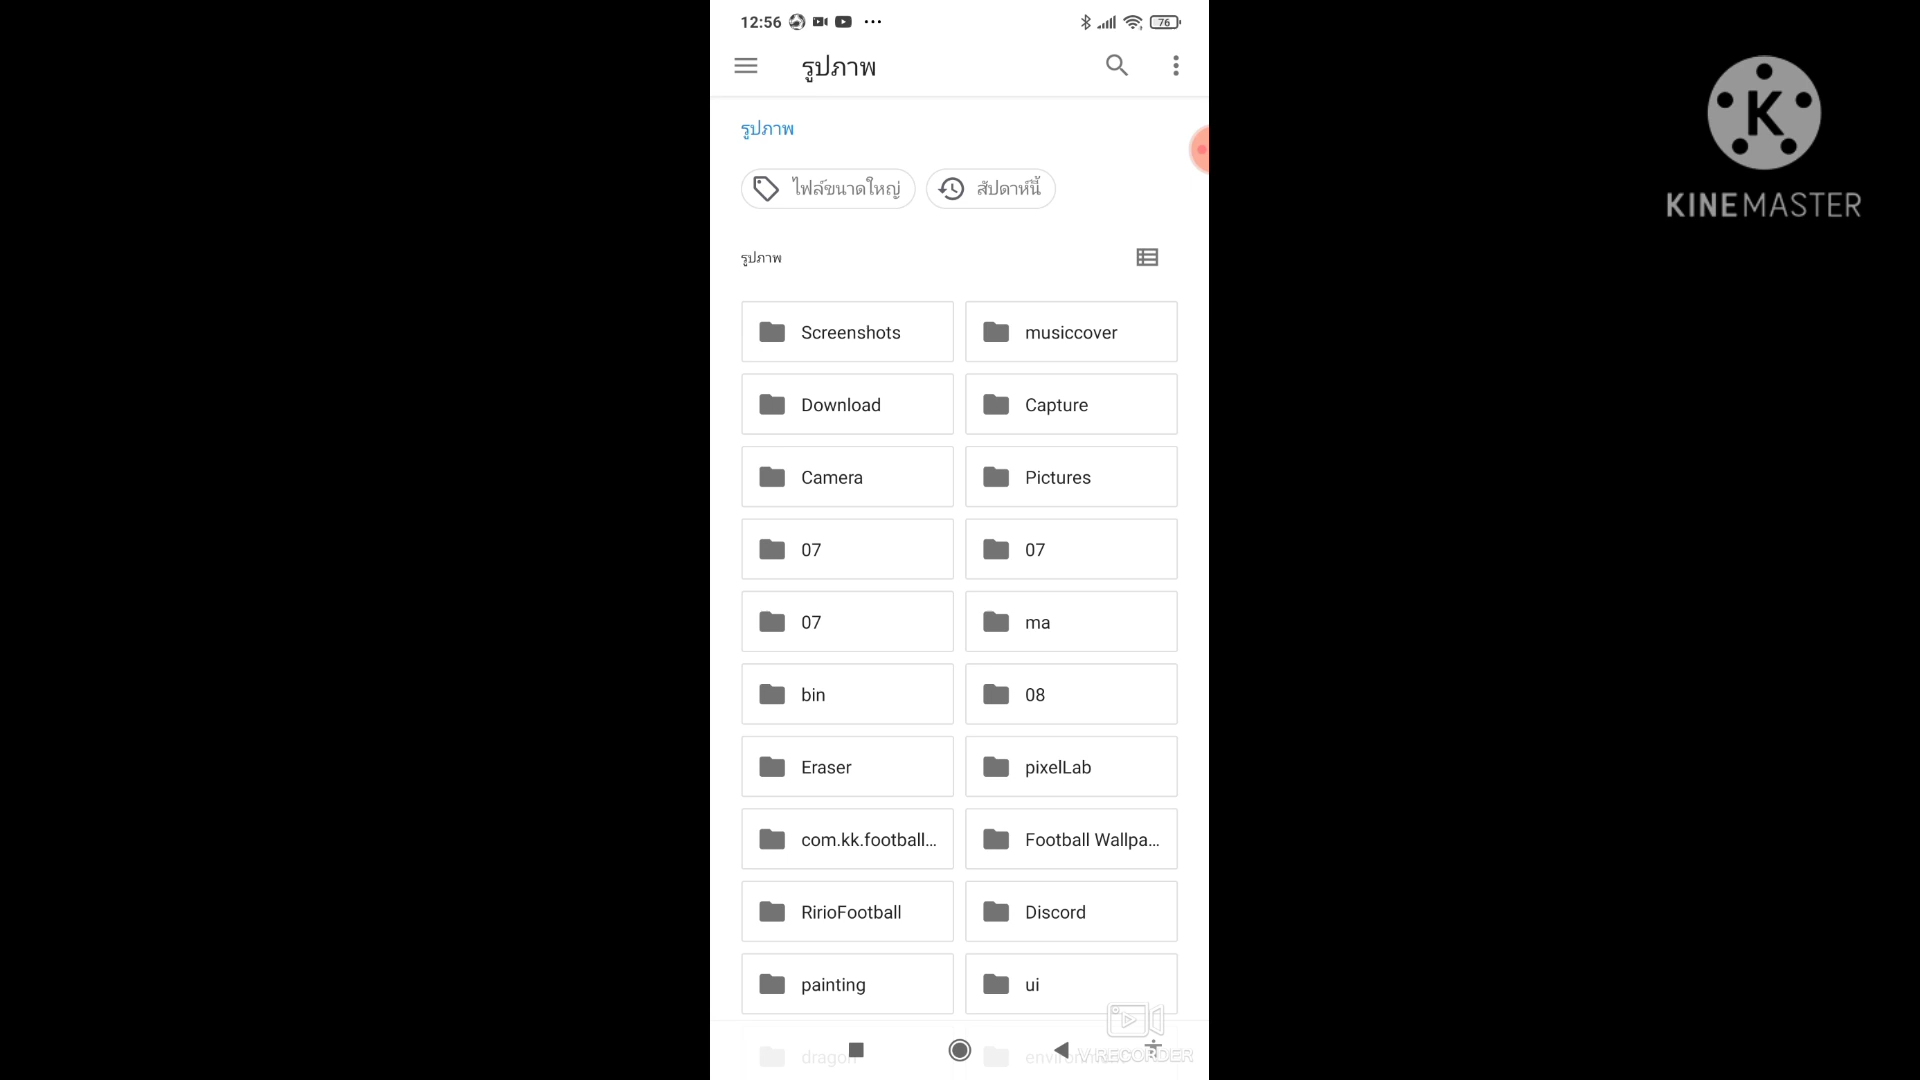 12:56
76
รูปภาพ
รูปภาพ
ไฟล์ขนาดใหญ่
สัปดาห์นี้
รูปภาพ
Screenshots
musiccover
Download
Capture
Camera
Pictures
07
07
07
ma
bin
08
Eraser
pixelLab
com.kk.football...
Football Wallpa...
RirioFootball
Discord
painting
ui
dragon
V RECORDER
K
KINEMASTER